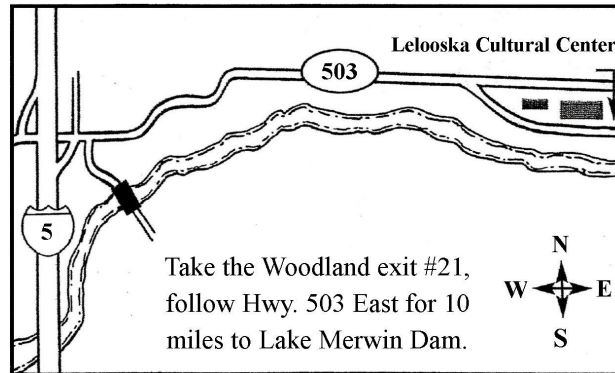 Lelooska Cultural Center
503
5
Take the Woodland exit #21,
follow Hwy. 503 East for 10
miles to Lake Merwin Dam.
N
W E
S